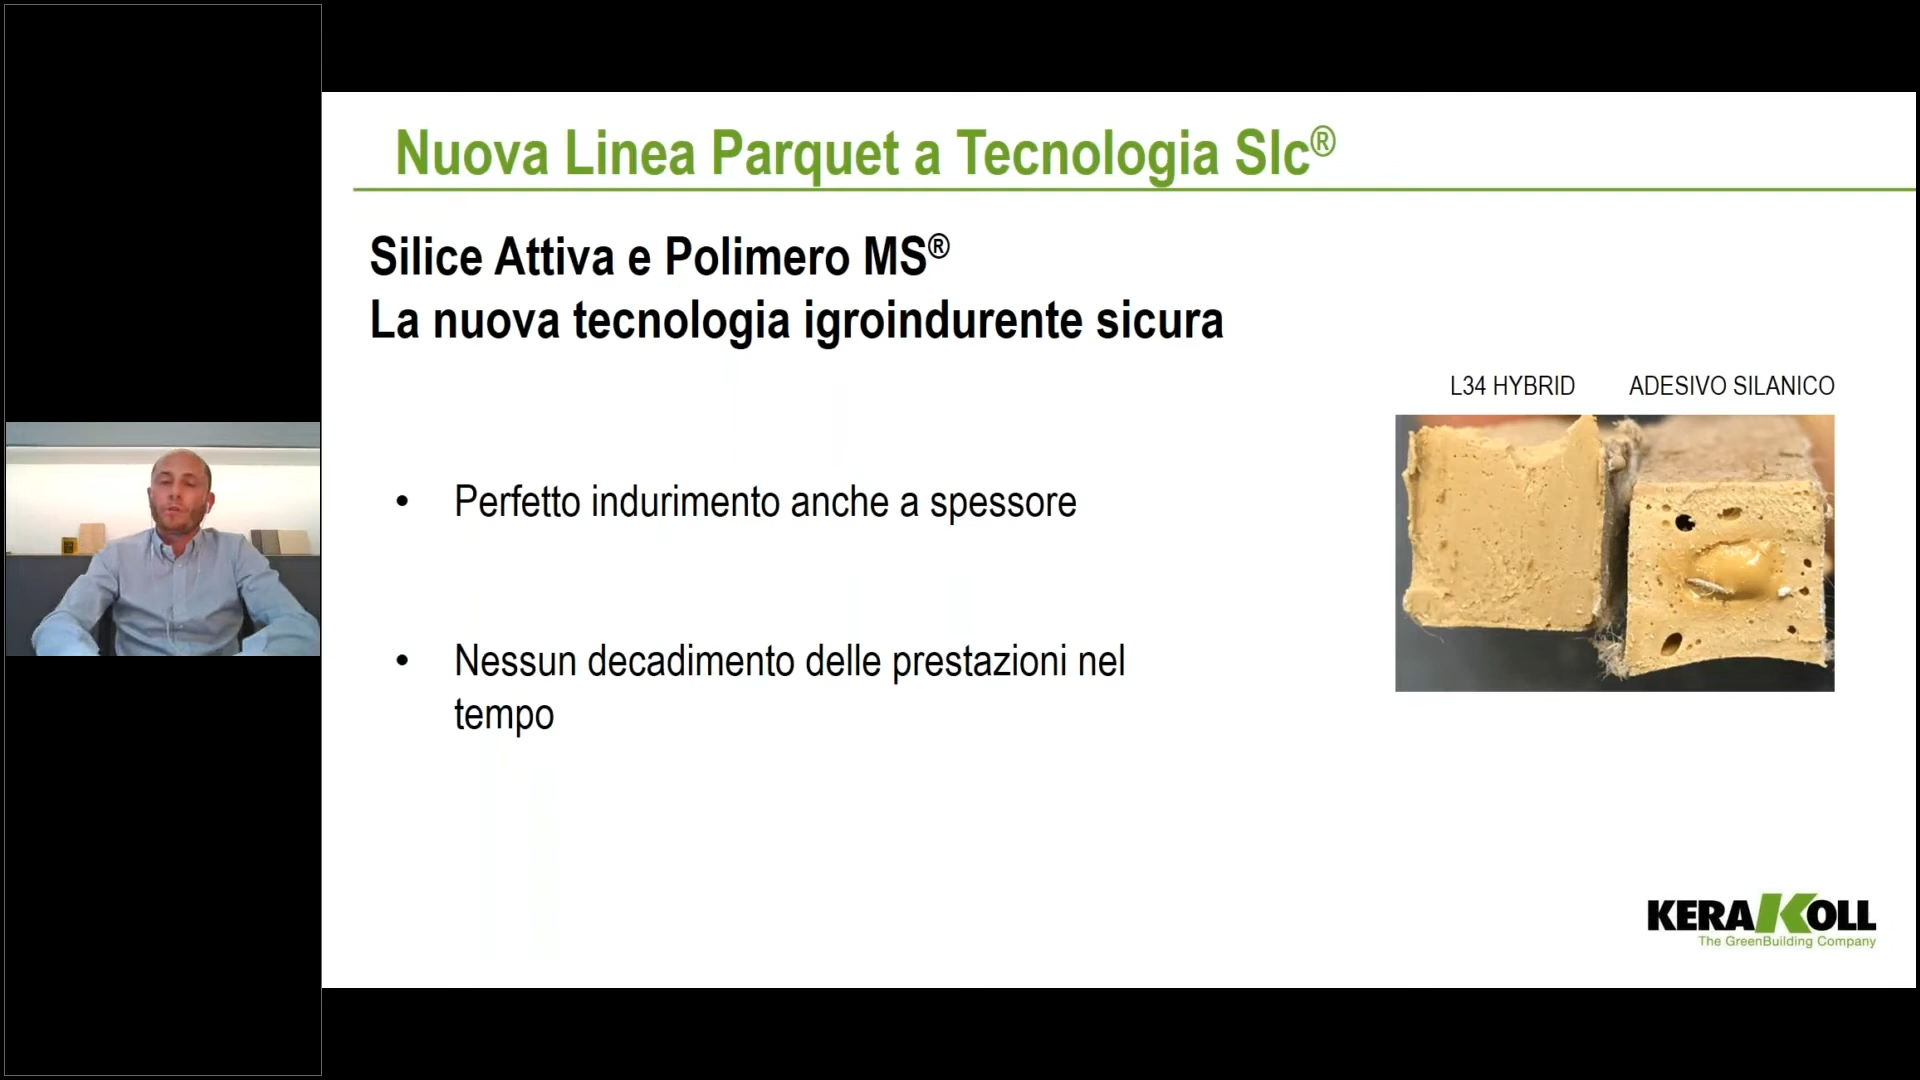 Nuova Linea Parquet a Tecnologia Slc®
Silice Attiva e Polimero MS®
La nuova tecnologia igroindurente sicura
L34 HYBRID
ADESIVO SILANICO
• Perfetto indurimento anche a spessore
• Nessun decadimento delle prestazioni nel
tempo
KERAKOLL
The GreenBuilding Company